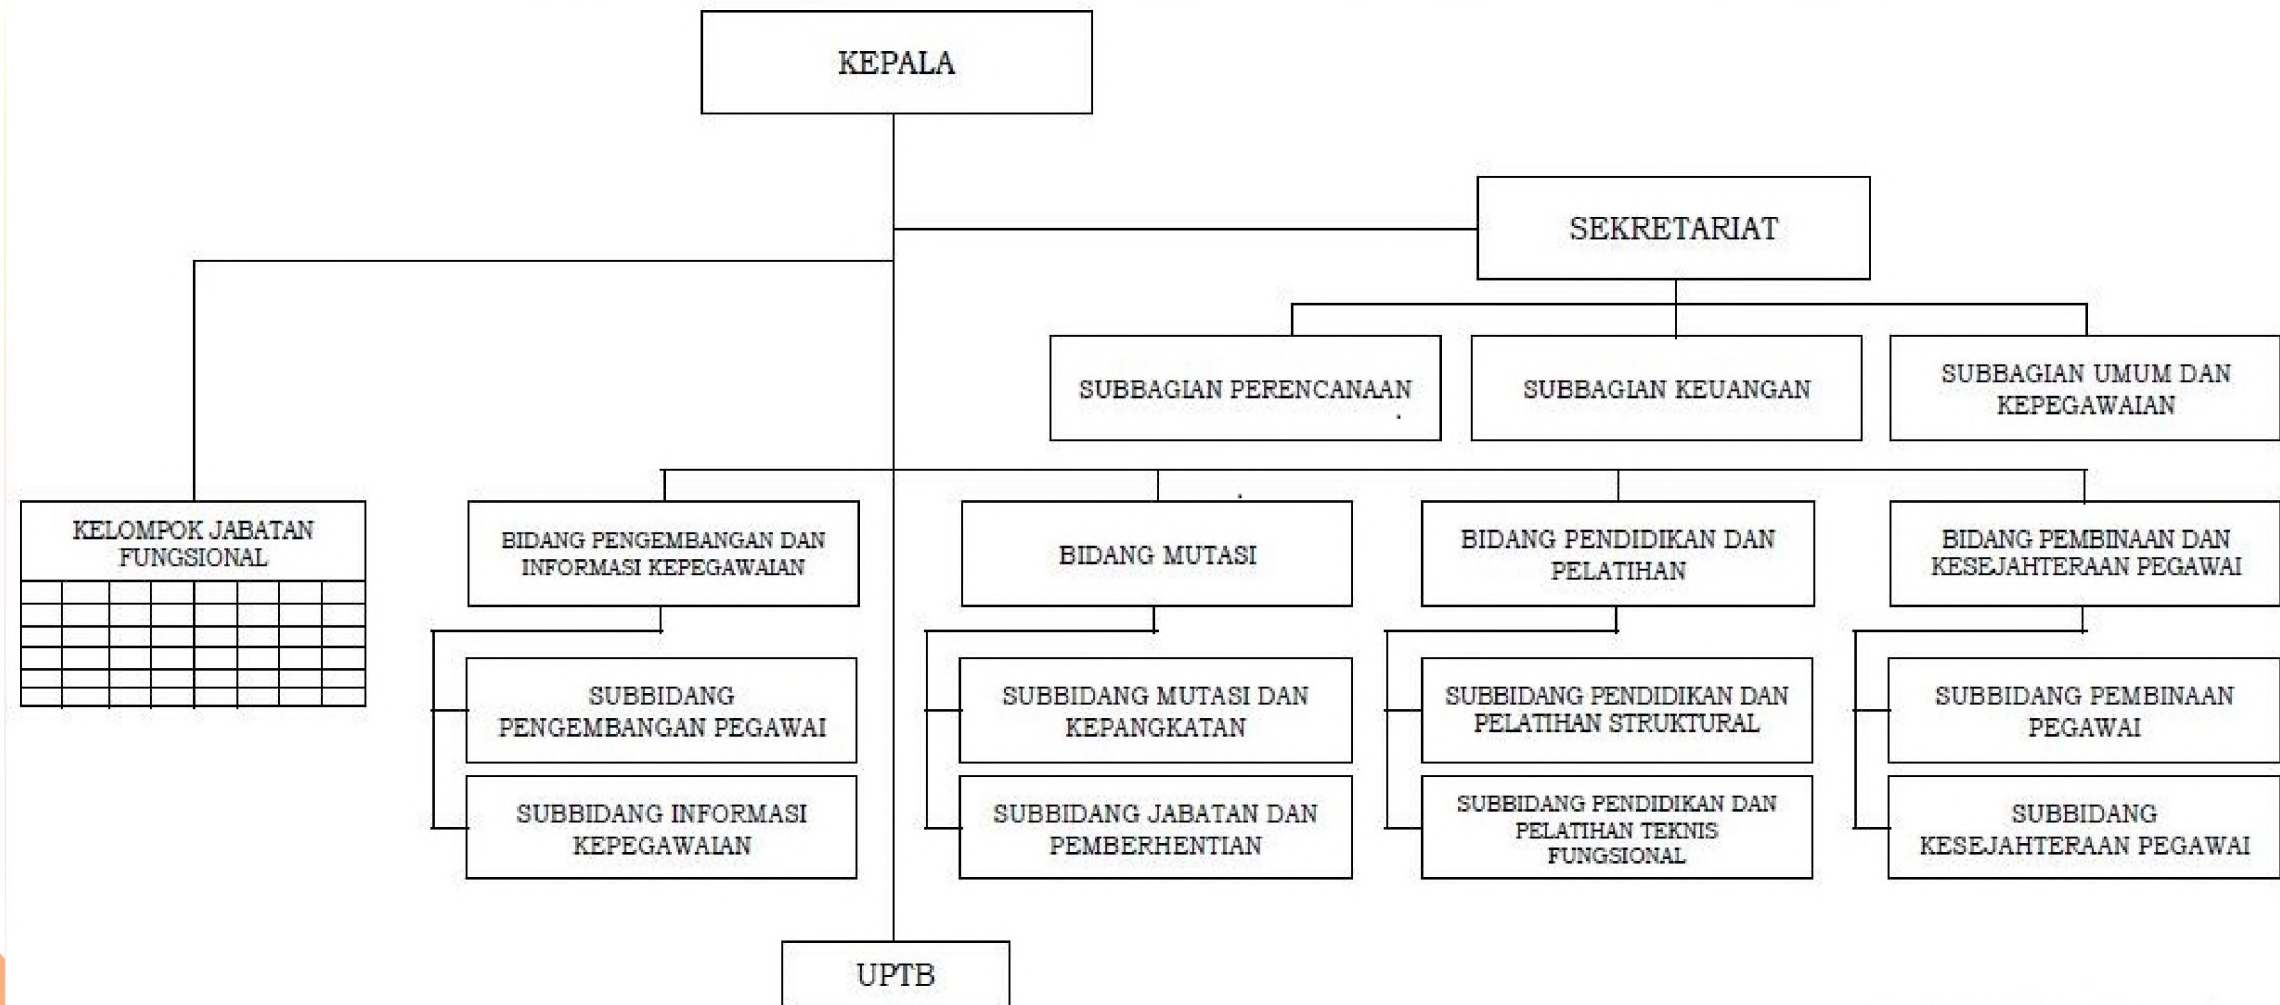 KEPALA
SEKRETARIAT
SUBBAGIAN PERENCANAAN
SUBBAGIAN KEUANGAN
SUBBAGIAN UMUM DAN
KEPEGAWAIAN
KELOMPOK JABATAN
FUNGSIONAL
BIDANG PENGEMBANGAN DAN
INFORMASI KEPEGAWAIAN
BIDANG MUTASI
BIDANG PENDIDIKAN DAN
PELATIHAN
BIDANG PEMBINAAN DAN
KESEJAHTERAAN PEGAWAI
SUBBIDANG
PENGEMBANGAN PEGAWAI
SUBBIDANG MUTASI DAN
KEPANGKATAN
SUBBIDANG PENDIDIKAN DAN
PELATIHAN STRUKTURAL
SUBBIDANG PEMBINAAN
PEGAWAI
SUBBIDANG INFORMASI
KEPEGAWAIAN
SUBBIDANG JABATAN DAN
PEMBERHENTIAN
SUBBIDANG PENDIDIKAN DAN
PELATIHAN TEKNIS
FUNGSIONAL
SUBBIDANG
KESEJAHTERAAN PEGAWAI
UPTB